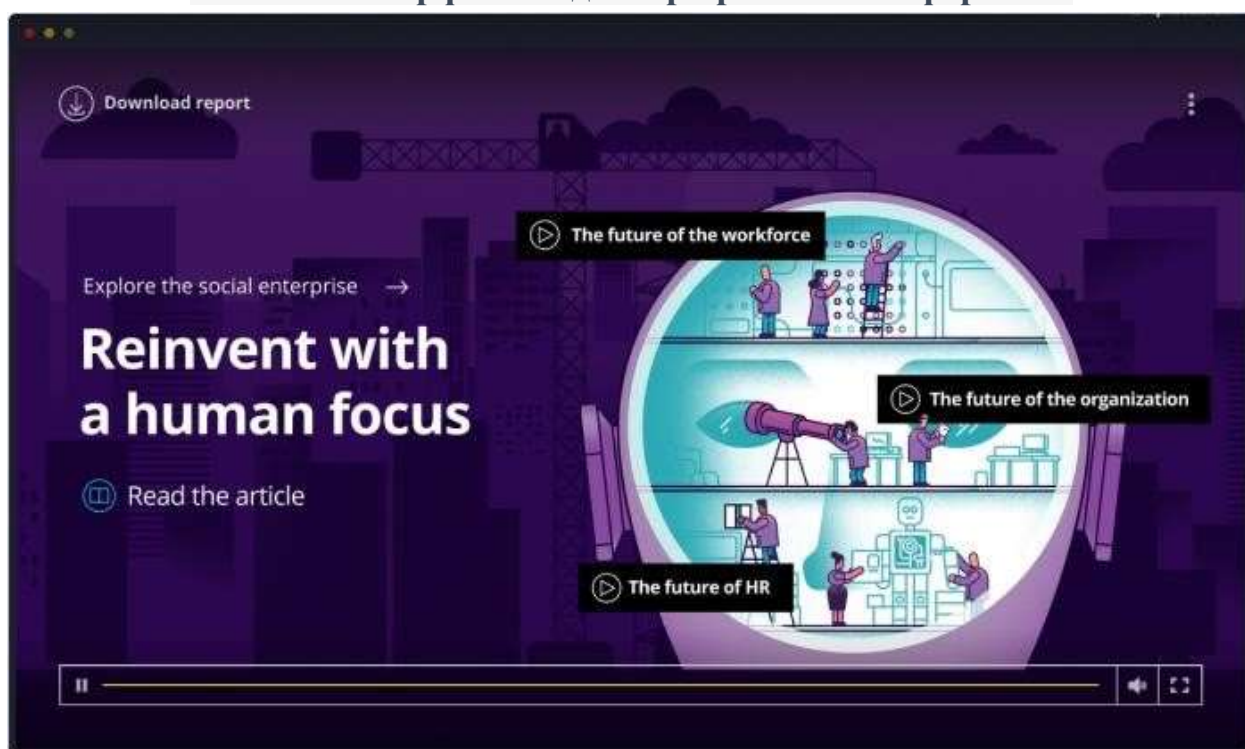 Download report
The future of the workforce
Explore the social enterprise →
Reinvent with
a human focus
The future of the organization
Read the article
The future of HR